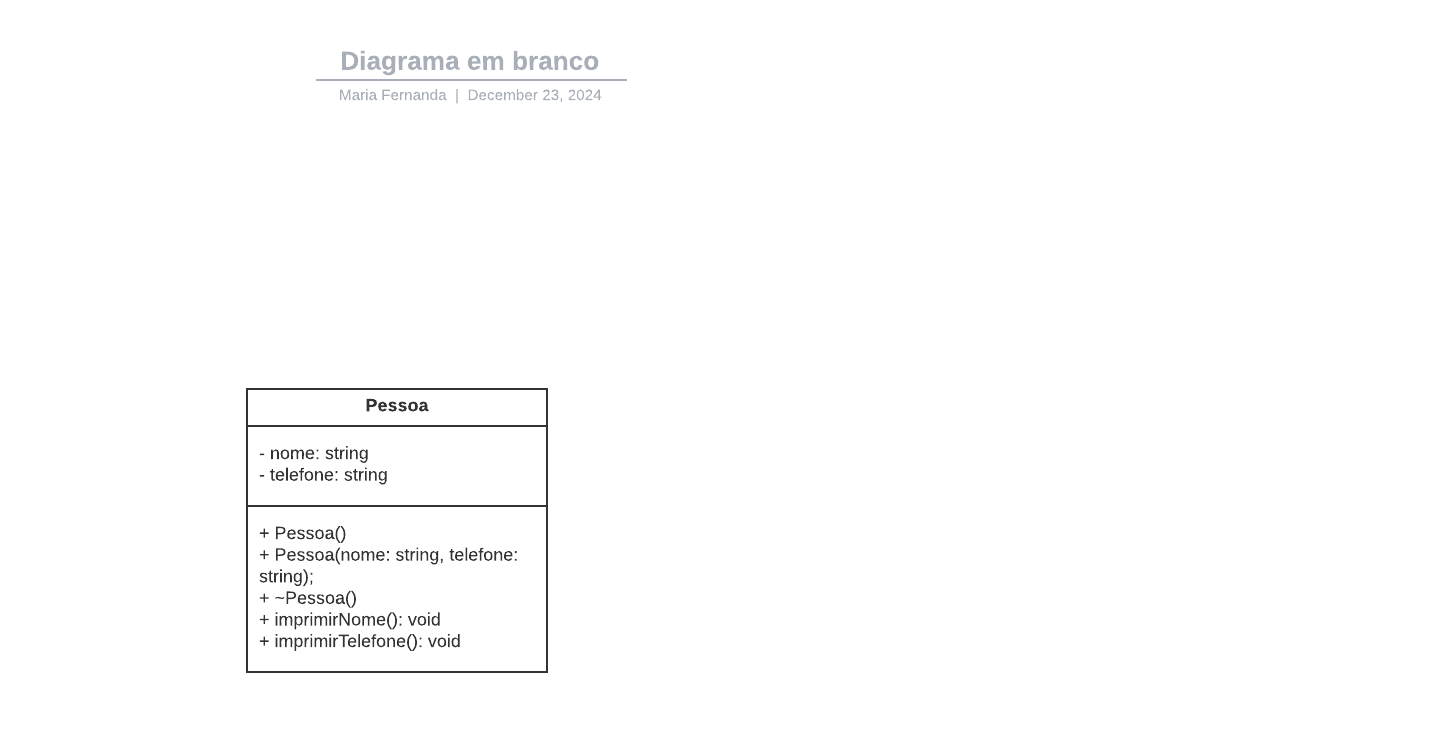 Diagrama em branco
Maria Fernanda | December 23, 2024
Pessoa
- nome: string
- telefone: string
+ Pessoa()
+ Pessoa(nome: string, telefone:
string);
+ ~Pessoa()
+ imprimirNome(): void
+ imprimirTelefone(): void